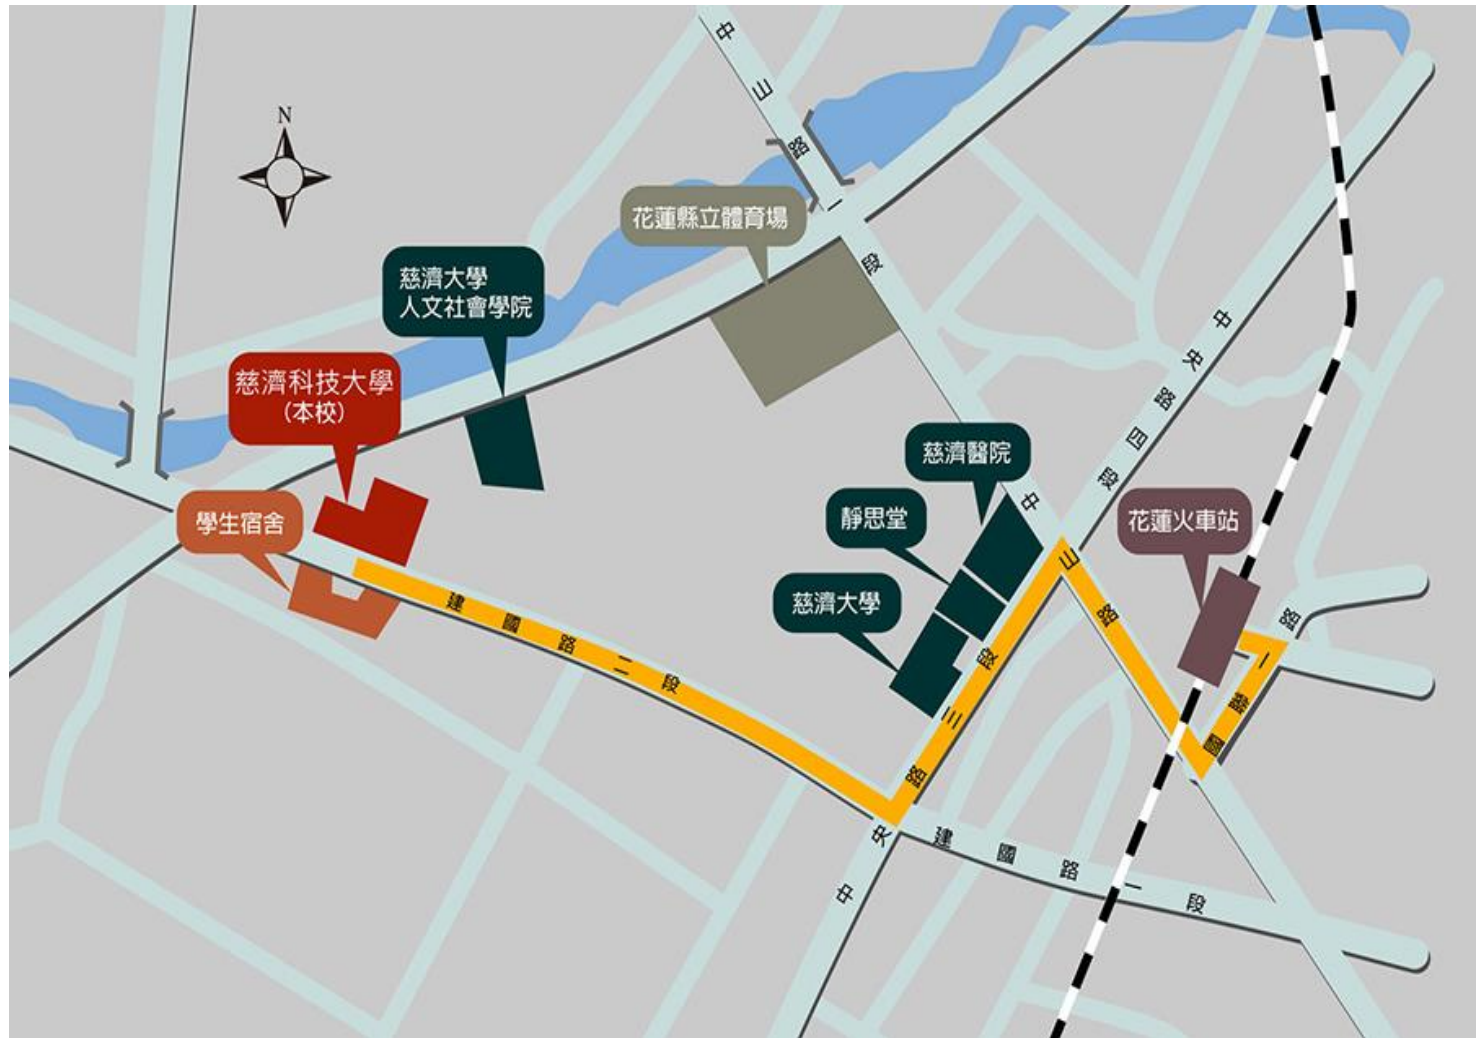 N
中山路一段
花蓮縣立體育場
慈濟大學
人文社會學院
慈濟科技大學
(本校)
學生宿舍
中央路四段
慈濟醫院
靜思堂
慈濟大學
花蓮火車站
中山路
國聯一路
建國路二段
中央路三段
建國路一段